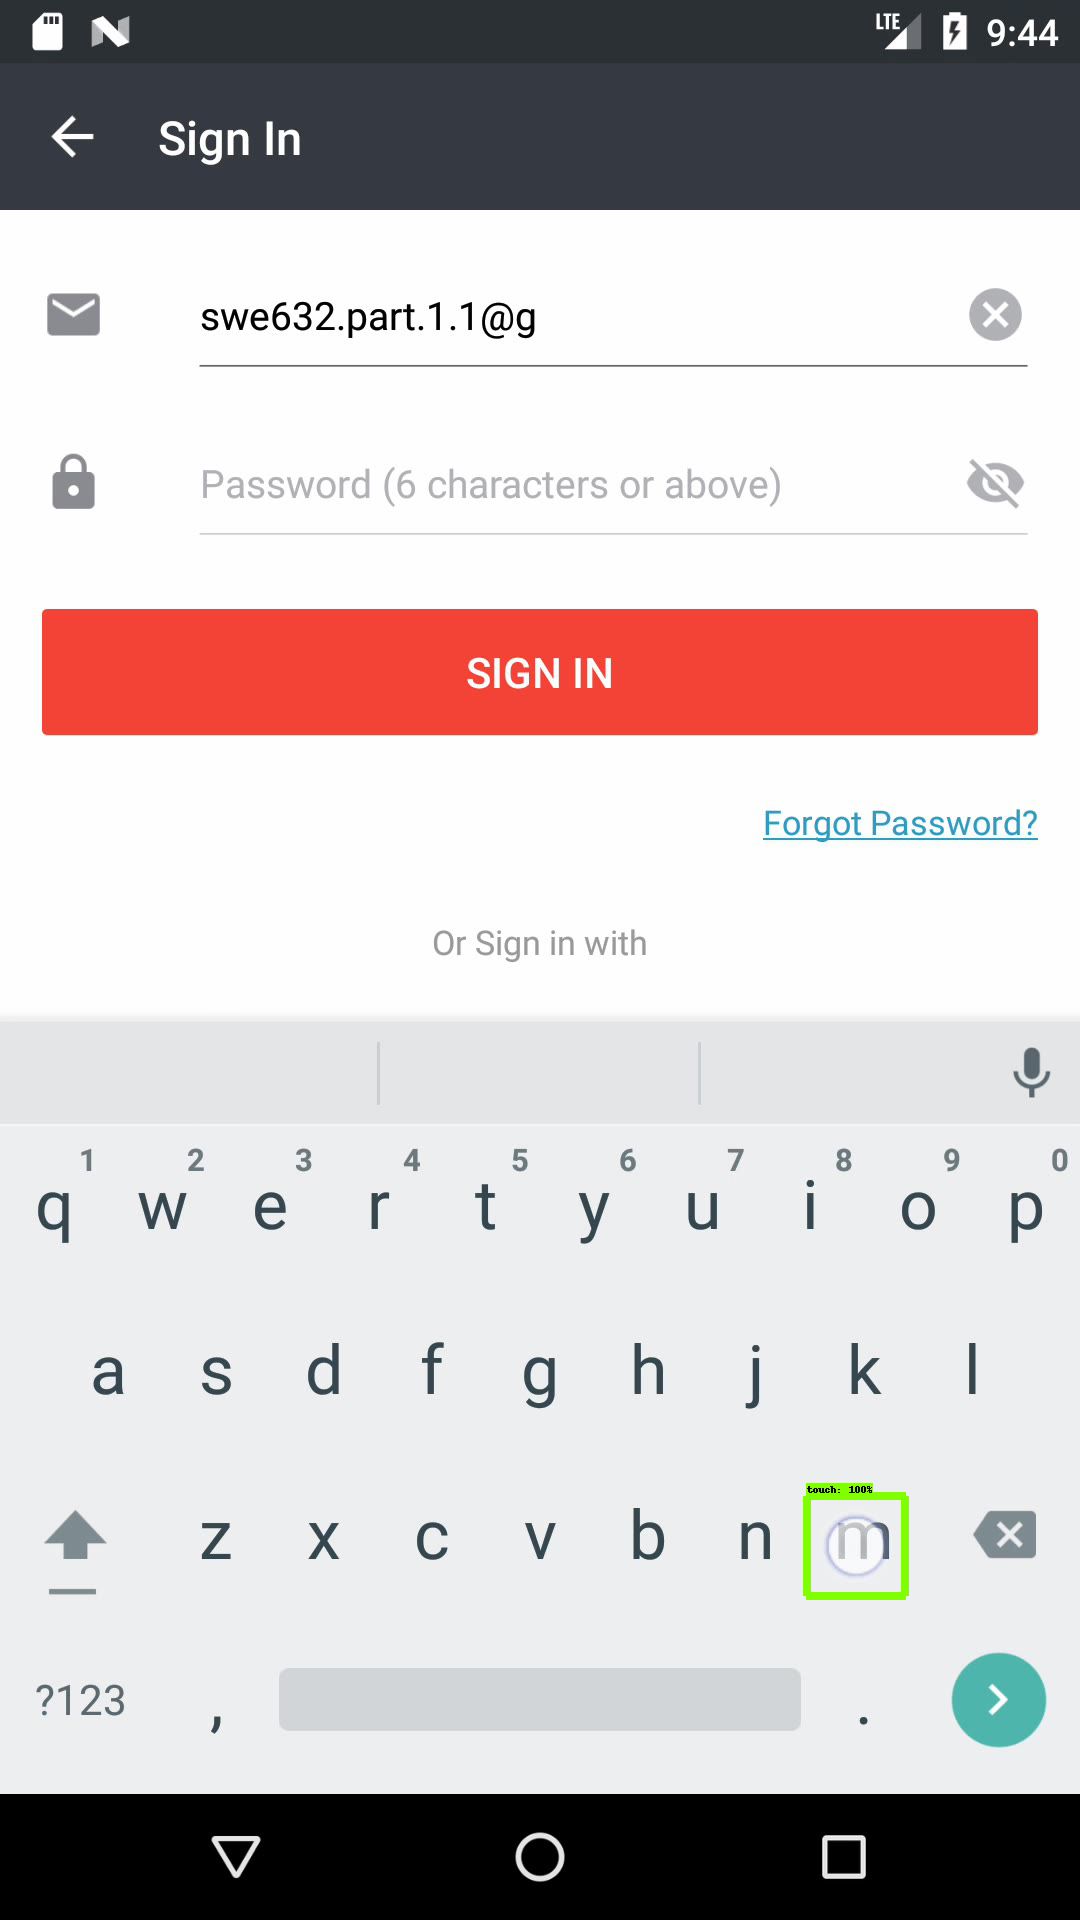 LTE 9:44
Sign In
swe632.part.1.1@g
Password (6 characters or above)
SIGN IN
Forgot Password?
Or Sign in with
1 2 3 4 5 6 7 8 9 0
q w e r t y u i o p
a s d f g h j k l
touch: 100%
z x c v b n m
?123 , .